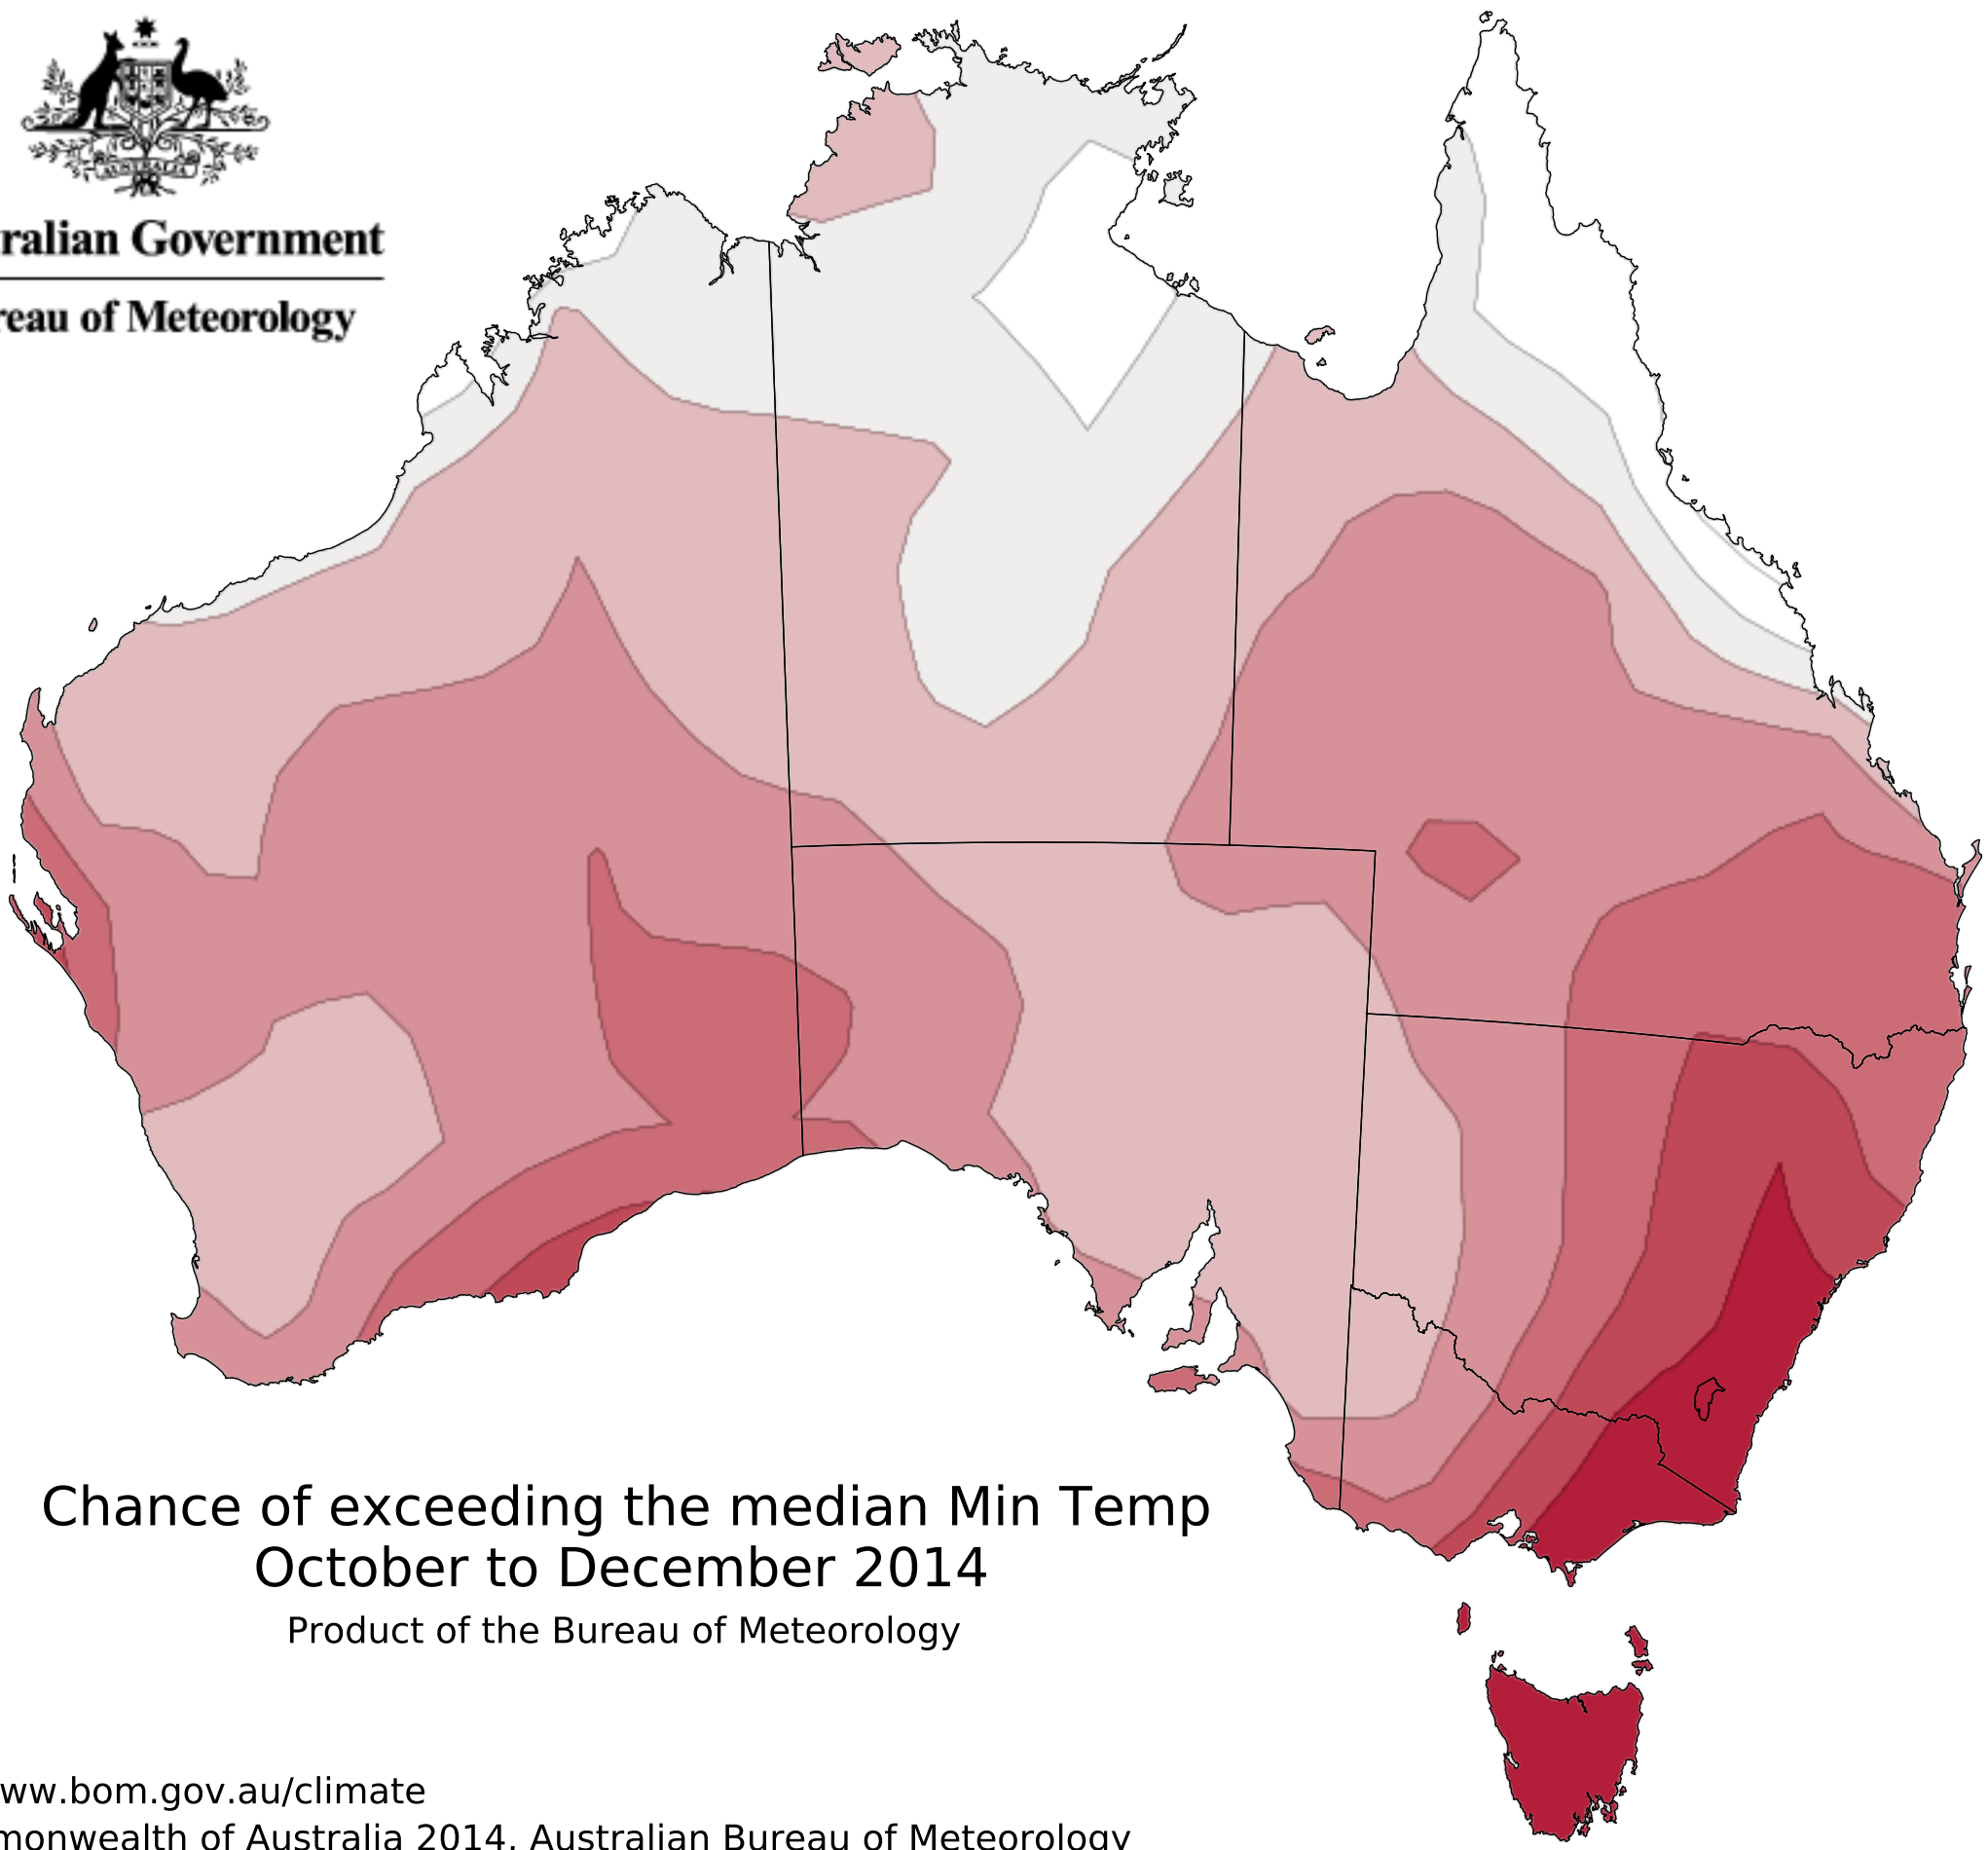 AUSTRALIA
ralian Government
reau of Meteorology
Chance of exceeding the median Min Temp
October to December 2014
Product of the Bureau of Meteorology
ww.bom.gov.au/climate
monwealth of Australia 2014, Australian Bureau of Meteorology